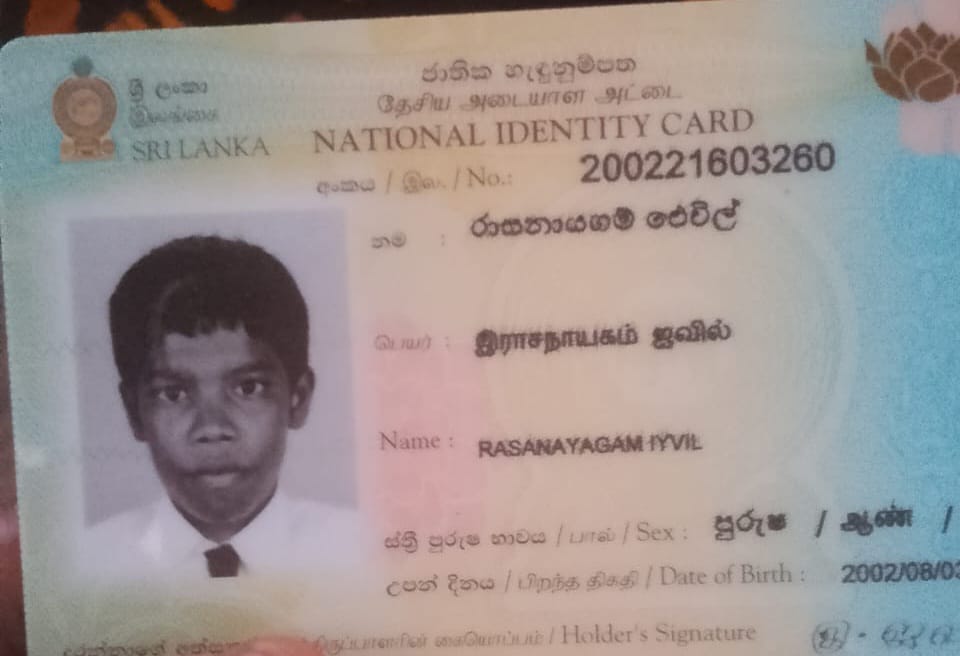 ශ්‍රී ලංකා
இலங்கை
SRI LANKA
ජාතික හැඳුනුම්පත
தேசிய அடையாள அட்டை
NATIONAL IDENTITY CARD
අංකය / இல. / No.: 200221603260
නම : රාසනායගම් ඓවිල්
பெயர் : இராசநாயகம் ஐவில்
Name : RASANAYAGAM IYVIL
ස්ත්‍රී පුරුෂ භාවය / பால் / Sex : පුරුෂ / ஆண் /
උපන් දිනය / பிறந்த திகதி / Date of Birth : 2002/08/03
/ Holder's Signature